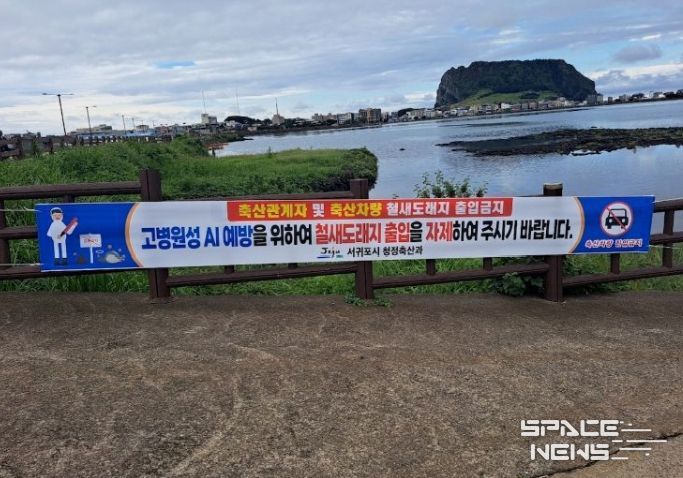 축산관계자 및 축산차량 철새도래지 출입금지
고병원성 AI 예방을 위하여 철새도래지 출입을 자제하여 주시기 바랍니다.
Jeju 서귀포시 청정축산과
축산차량 진입금지
SPACE
NEWS